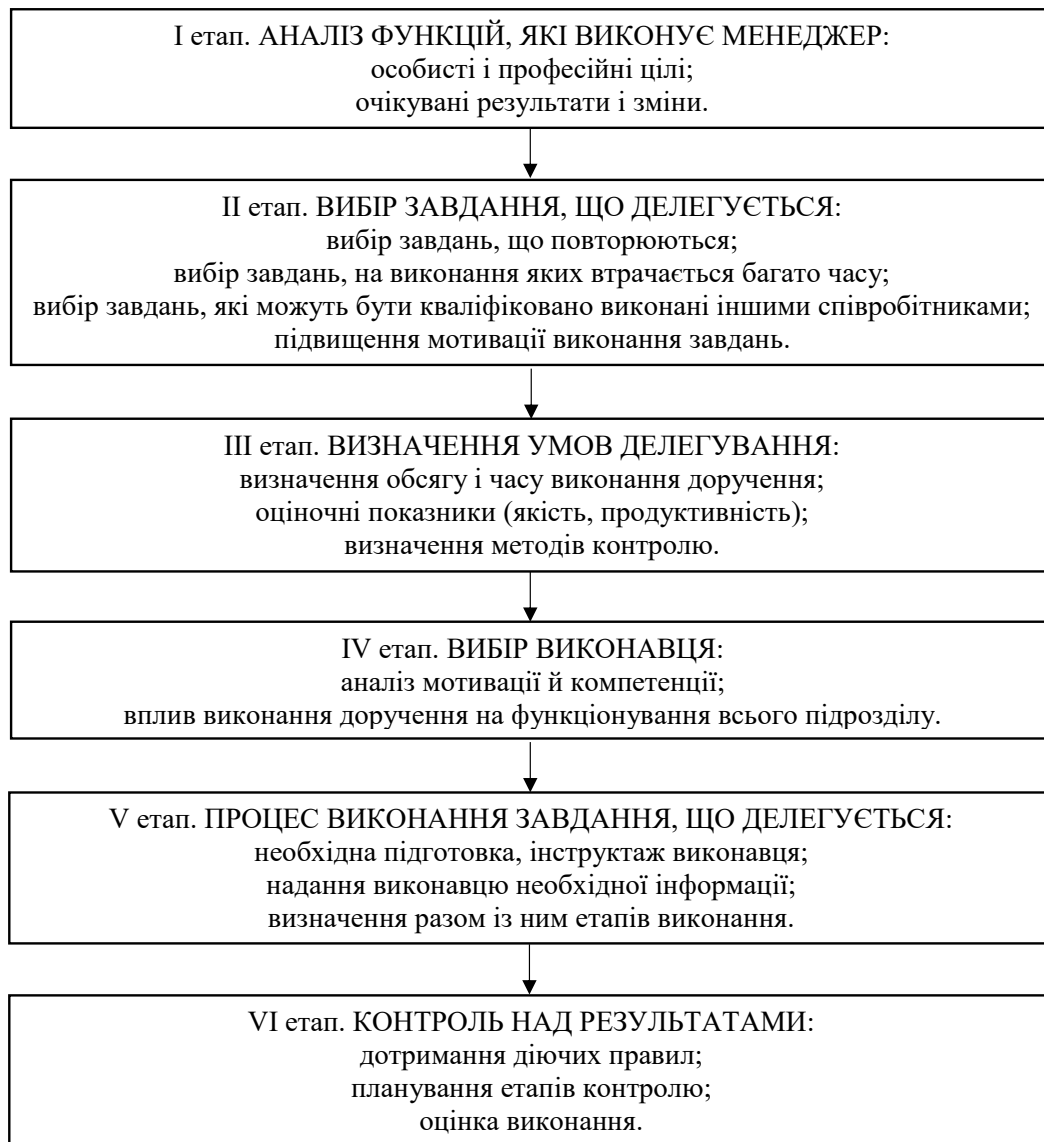 І етап. АНАЛІЗ ФУНКЦІЙ, ЯКІ ВИКОНУЄ МЕНЕДЖЕР:
особисті і професійні цілі;
очікувані результати і зміни.
ІІ етап. ВИБІР ЗАВДАННЯ, ЩО ДЕЛЕГУЄТЬСЯ:
вибір завдань, що повторюються;
вибір завдань, на виконання яких втрачається багато часу;
вибір завдань, які можуть бути кваліфіковано виконані іншими співробітниками;
підвищення мотивації виконання завдань.
ІІІ етап. ВИЗНАЧЕННЯ УМОВ ДЕЛЕГУВАННЯ:
визначення обсягу і часу виконання доручення;
оціночні показники (якість, продуктивність);
визначення методів контролю.
IV етап. ВИБІР ВИКОНАВЦЯ:
аналіз мотивації й компетенції;
вплив виконання доручення на функціонування всього підрозділу.
V етап. ПРОЦЕС ВИКОНАННЯ ЗАВДАННЯ, ЩО ДЕЛЕГУЄТЬСЯ:
необхідна підготовка, інструктаж виконавця;
надання виконавцю необхідної інформації;
визначення разом із ним етапів виконання.
VI етап. КОНТРОЛЬ НАД РЕЗУЛЬТАТАМИ:
дотримання діючих правил;
планування етапів контролю;
оцінка виконання.